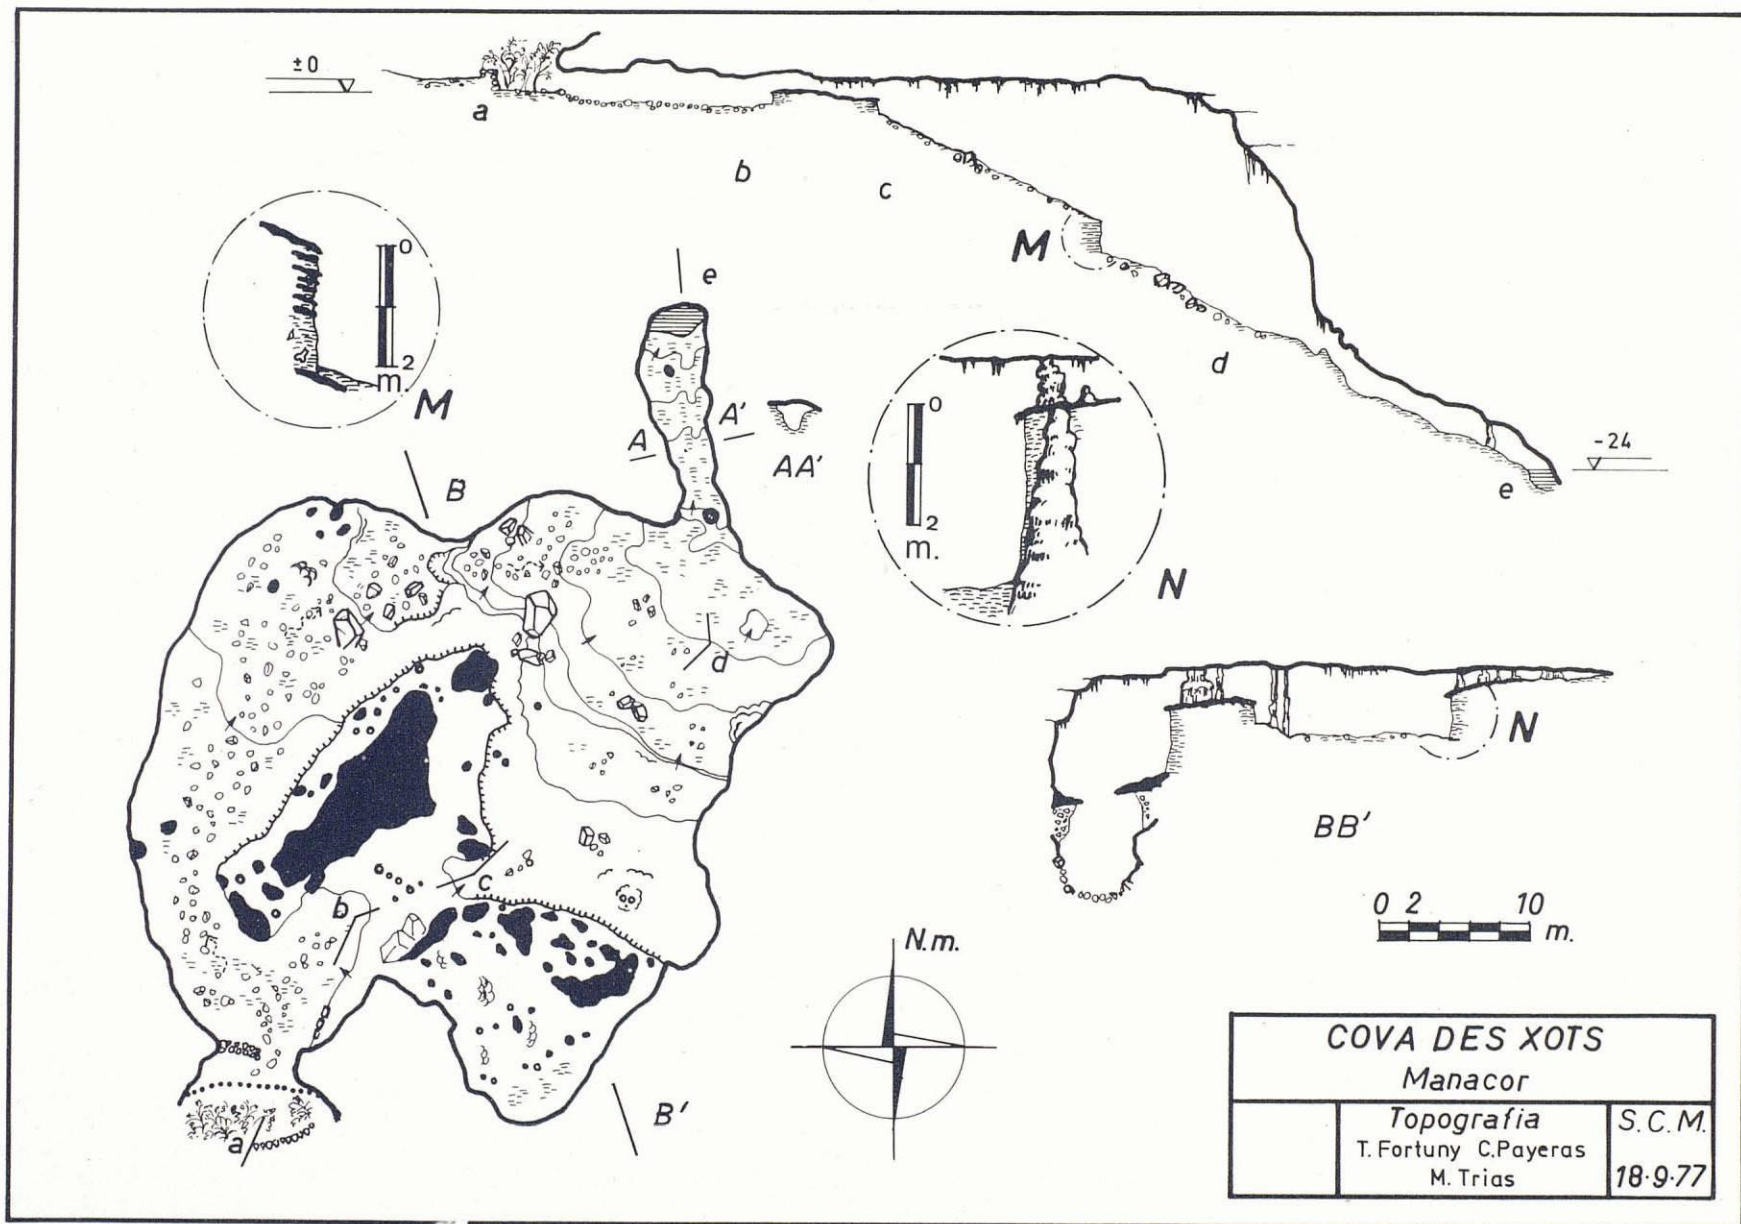 ±0
a
b
c
M
d
-24
e
0
2
m.
M
e
A'
A
AA'
0
2
m.
N
B
d
N
BB'
c
b
0 2 10
m.
N.m.
a
B'
COVA DES XOTS
Manacor
Topografia
T. Fortuny C.Payeras
M. Trias
S.C.M.
18·9·77